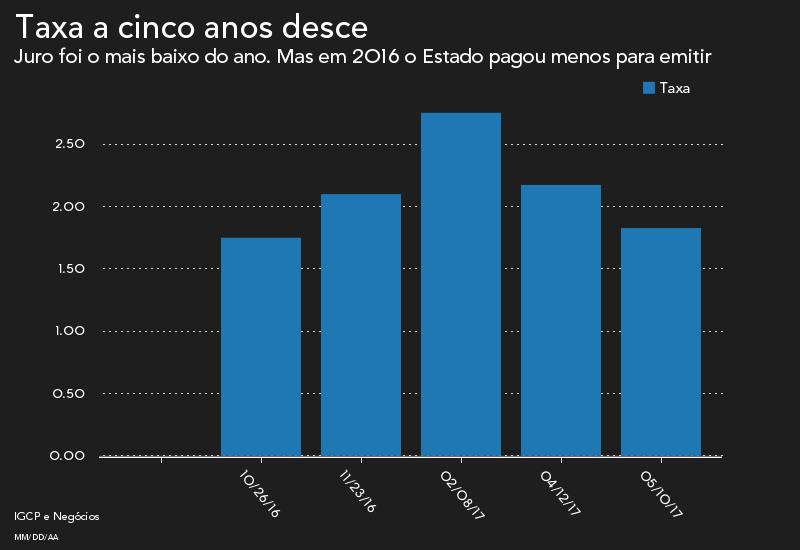 Taxa a cinco anos desce
Juro foi o mais baixo do ano. Mas em 2016 o Estado pagou menos para emitir
Taxa
2.50
2.00
1.50
1.00
0.50
0.00
10/26/16
11/23/16
02/08/17
04/12/17
05/10/17
IGCP e Negócios
MM/DD/AA